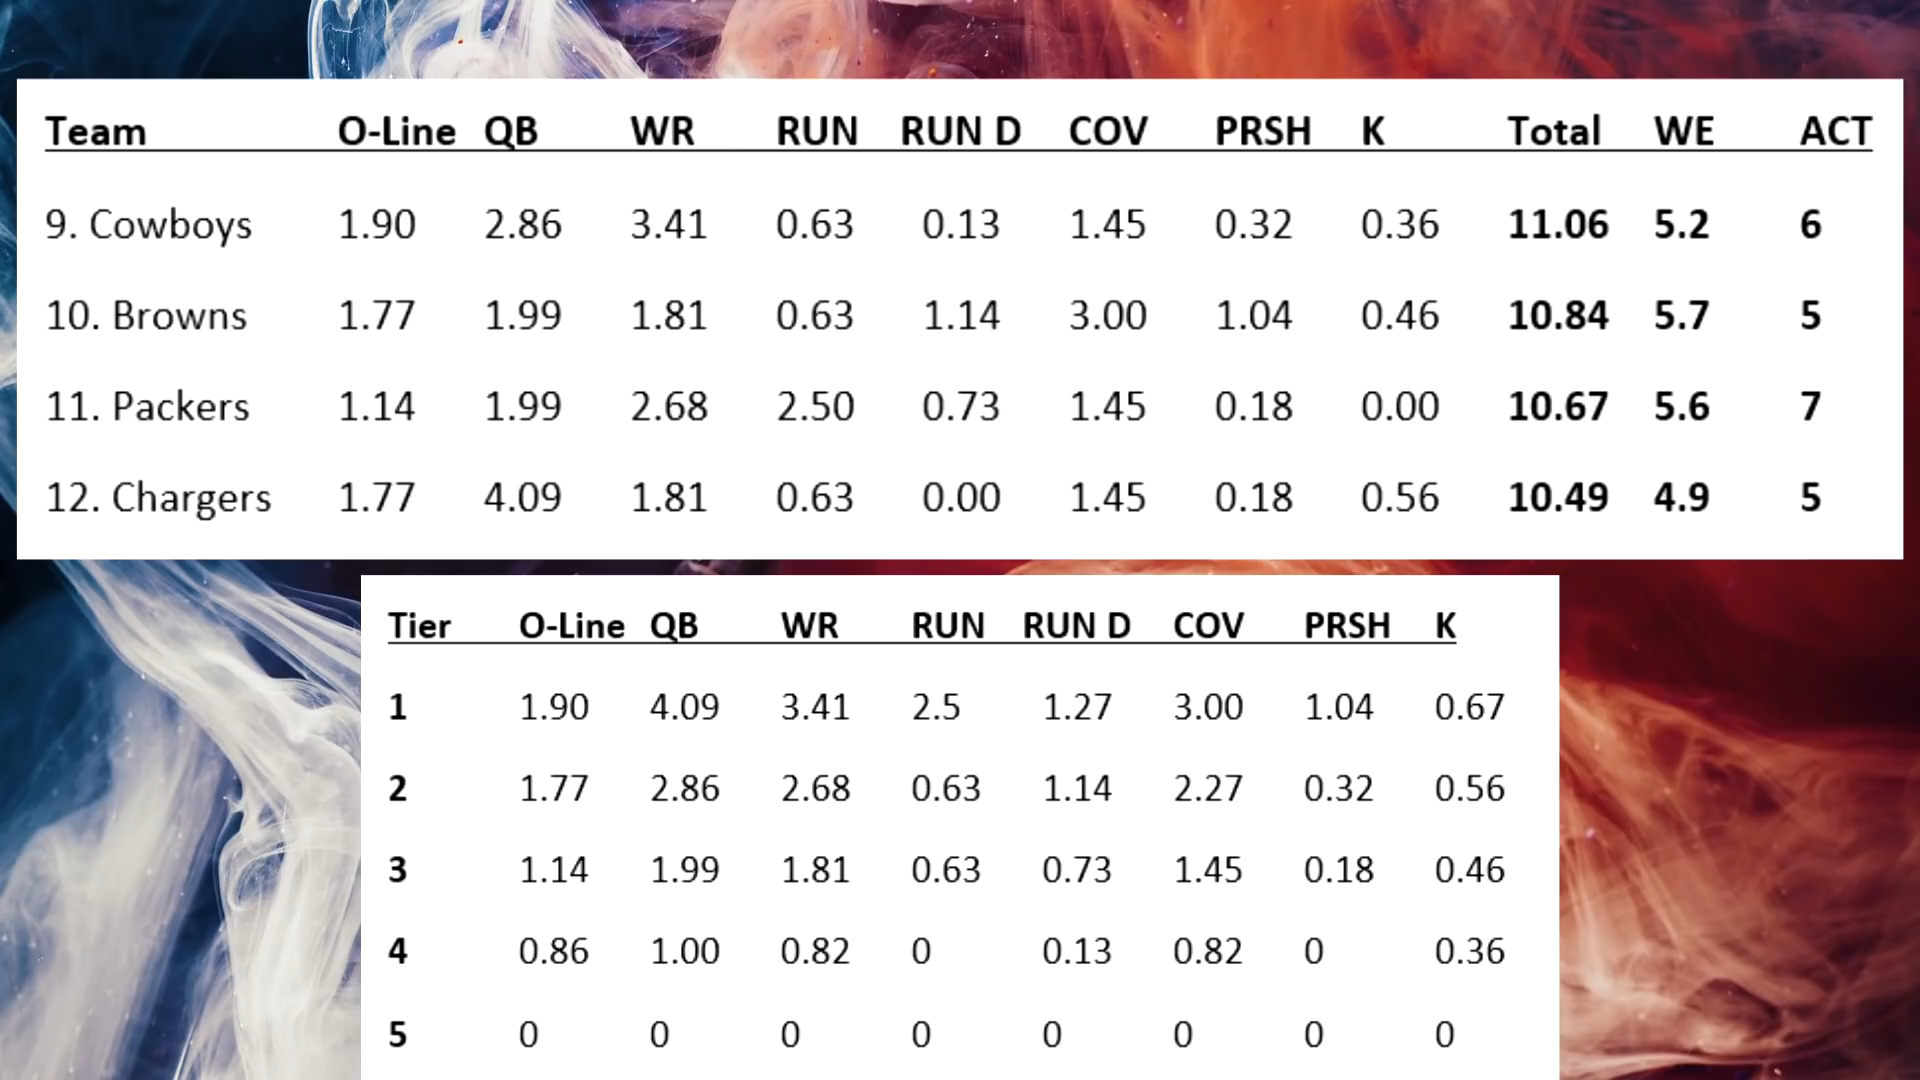 Team O-Line QB WR RUN RUN D COV PRSH K Total WE ACT
9. Cowboys 1.90 2.86 3.41 0.63 0.13 1.45 0.32 0.36 11.06 5.2 6
10. Browns 1.77 1.99 1.81 0.63 1.14 3.00 1.04 0.46 10.84 5.7 5
11. Packers 1.14 1.99 2.68 2.50 0.73 1.45 0.18 0.00 10.67 5.6 7
12. Chargers 1.77 4.09 1.81 0.63 0.00 1.45 0.18 0.56 10.49 4.9 5
Tier O-Line QB WR RUN RUN D COV PRSH K
1 1.90 4.09 3.41 2.5 1.27 3.00 1.04 0.67
2 1.77 2.86 2.68 0.63 1.14 2.27 0.32 0.56
3 1.14 1.99 1.81 0.63 0.73 1.45 0.18 0.46
4 0.86 1.00 0.82 0 0.13 0.82 0 0.36
5 0 0 0 0 0 0 0 0